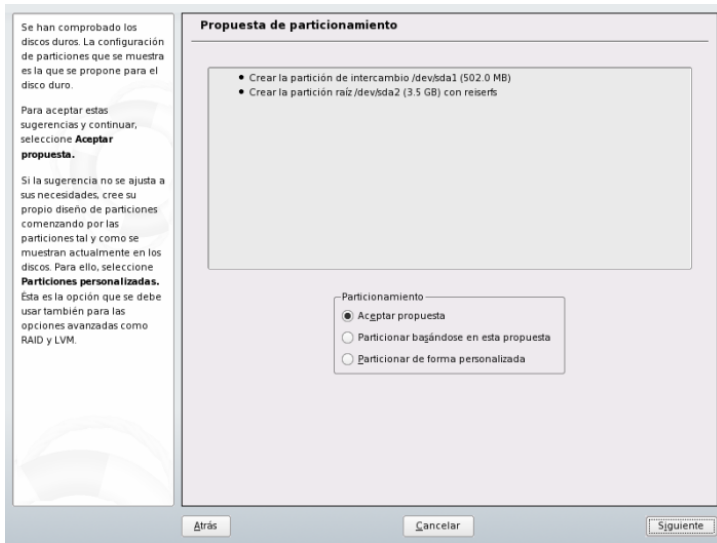 Se han comprobado los
discos duros. La configuración
de particiones que se muestra
es la que se propone para el
disco duro.
Para aceptar estas
sugerencias y continuar,
seleccione Aceptar
propuesta.
Si la sugerencia no se ajusta a
sus necesidades, cree su
propio diseño de particiones
comenzando por las
particiones tal y como se
muestran actualmente en los
discos. Para ello, seleccione
Particiones personalizadas.
Ésta es la opción que se debe
usar también para las
opciones avanzadas como
RAID y LVM.
Propuesta de particionamiento
• Crear la partición de intercambio /dev/sda1 (502.0 MB)
• Crear la partición raíz /dev/sda2 (3.5 GB) con reiserfs
Particionamiento
Aceptar propuesta
Particionar basándose en esta propuesta
Particionar de forma personalizada
Atrás
Cancelar
Siguiente